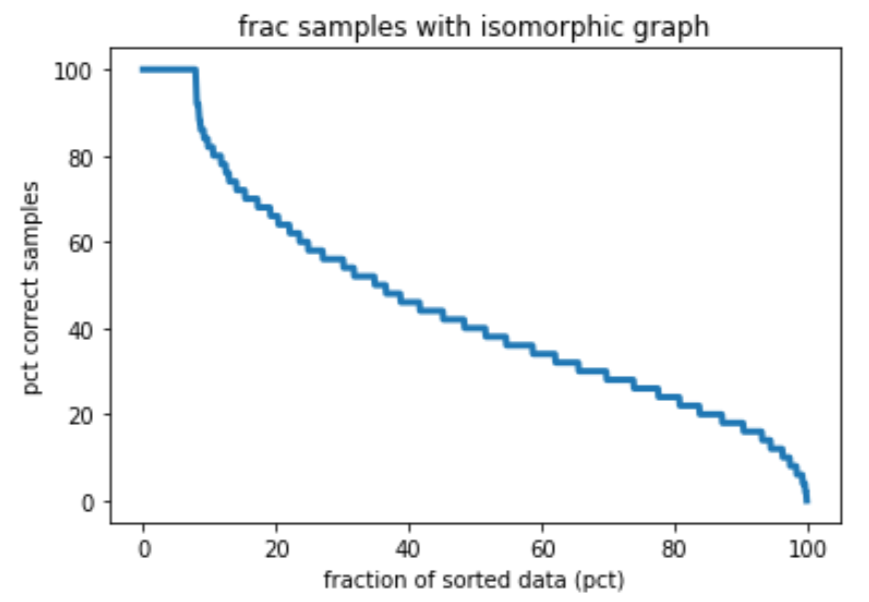 frac samples with isomorphic graph
100
80
60
40
20
0
pct correct samples
0 20 40 60 80 100
fraction of sorted data (pct)